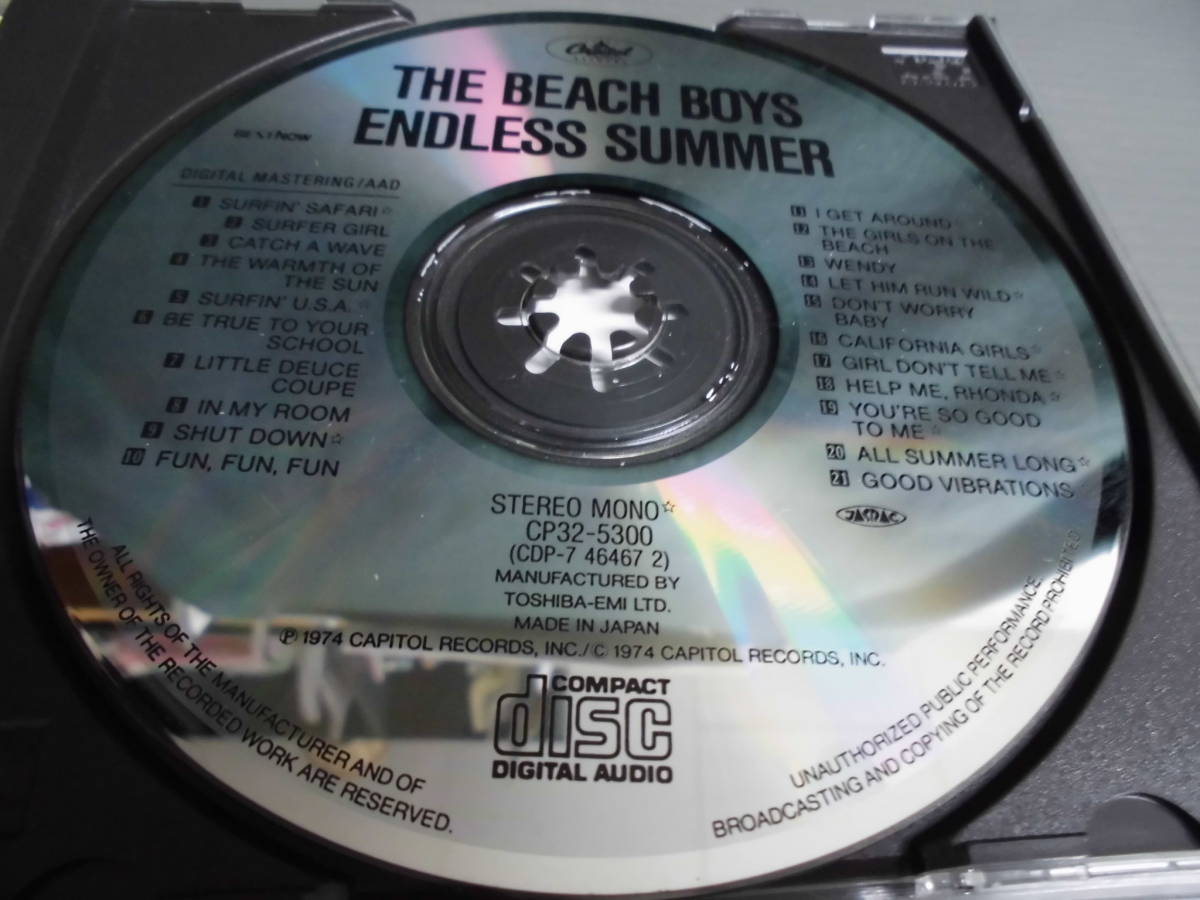 Capitol
THE BEACH BOYS
ENDLESS SUMMER
BEST NOW
DIGITAL MASTERING/AAD
1 SURFIN' SAFARI☆
2 SURFER GIRL
3 CATCH A WAVE
4 THE WARMTH OF
THE SUN
5 SURFIN' U.S.A.☆
6 BE TRUE TO YOUR
SCHOOL
7 LITTLE DEUCE
COUPE
8 IN MY ROOM
9 SHUT DOWN☆
10 FUN, FUN, FUN
11 I GET AROUND☆
12 THE GIRLS ON THE
BEACH
13 WENDY
14 LET HIM RUN WILD☆
15 DON'T WORRY
BABY
16 CALIFORNIA GIRLS☆
17 GIRL DON'T TELL ME☆
18 HELP ME, RHONDA☆
19 YOU'RE SO GOOD
TO ME☆
20 ALL SUMMER LONG☆
21 GOOD VIBRATIONS
JASRAC
STEREO MONO☆
CP32-5300
(CDP-7 46467 2)
MANUFACTURED BY
TOSHIBA-EMI LTD.
MADE IN JAPAN
℗ 1974 CAPITOL RECORDS, INC./© 1974 CAPITOL RECORDS, INC.
COMPACT
disc
DIGITAL AUDIO
ALL RIGHTS OF THE MANUFACTURER AND OF
THE OWNER OF THE RECORDED WORK ARE RESERVED.
UNAUTHORIZED PUBLIC PERFORMANCE,
BROADCASTING AND COPYING OF THE RECORD PROHIBITED